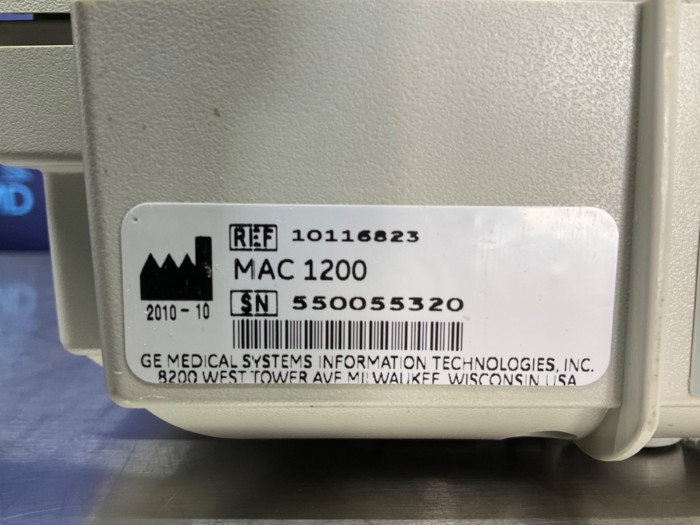 REF 10116823
MAC 1200
2010-10
SN 550055320
GE MEDICAL SYSTEMS INFORMATION TECHNOLOGIES, INC.
8200 WEST TOWER AVE MILWAUKEE, WISCONSIN USA
MD